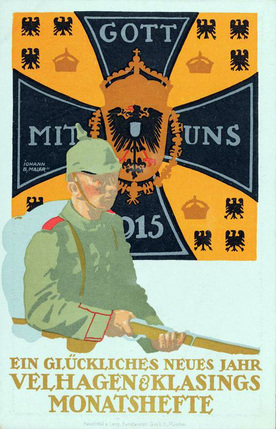 GOTT
MIT UNS
JOHANN
B. MAIER
1915
EIN GLÜCKLICHES NEUES JAHR
VELHAGEN & KLASINGS
MONATSHEFTE